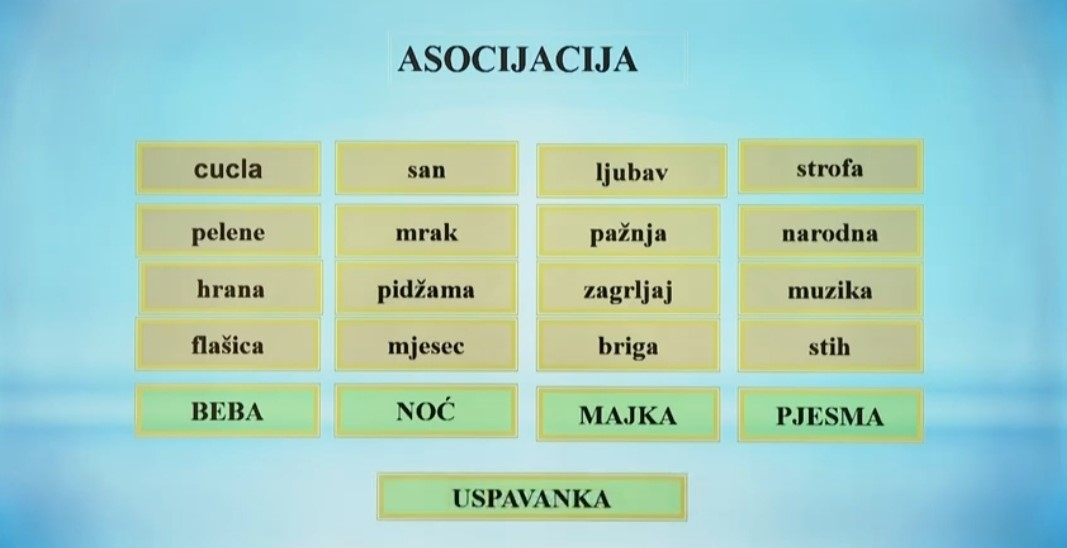 ASOCIJACIJA
cucla san ljubav strofa
pelene mrak pažnja narodna
hrana pidžama zagrljaj muzika
flašica mjesec briga stih
BEBA NOĆ MAJKA PJESMA
USPAVANKA